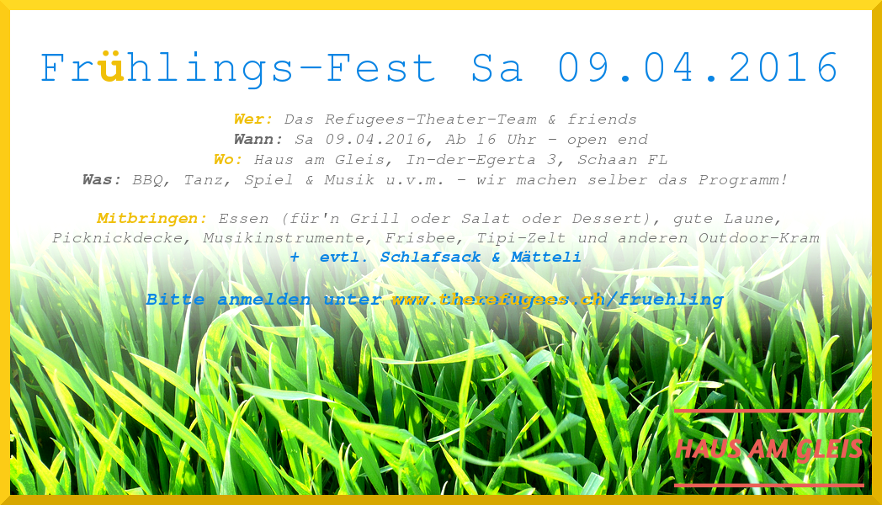 Frühlings-Fest Sa 09.04.2016
Wer: Das Refugees-Theater-Team & friends
Wann: Sa 09.04.2016, Ab 16 Uhr - open end
Wo: Haus am Gleis, In-der-Egerta 3, Schaan FL
Was: BBQ, Tanz, Spiel & Musik u.v.m. - wir machen selber das Programm!
Mitbringen: Essen (für'n Grill oder Salat oder Dessert), gute Laune,
Picknickdecke, Musikinstrumente, Frisbee, Tipi-Zelt und anderen Outdoor-Kram
+ evtl. Schlafsack & Mätteli
Bitte anmelden unter www.therefugees.ch/fruehling
HAUS AM GLEIS